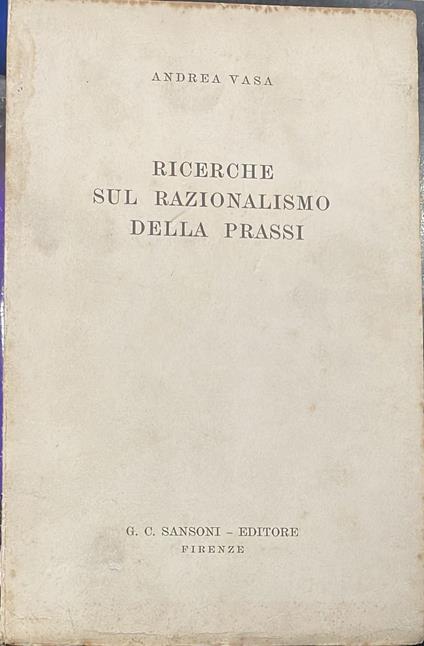 ANDREA VASA
RICERCHE
SUL RAZIONALISMO
DELLA PRASSI
G. C. SANSONI – EDITORE
FIRENZE